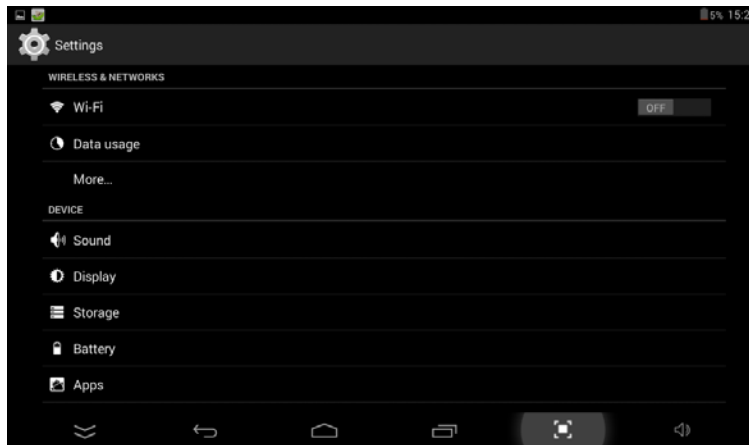 5% 15:2
Settings
WIRELESS & NETWORKS
Wi-Fi
OFF
Data usage
More...
DEVICE
Sound
Display
Storage
Battery
Apps